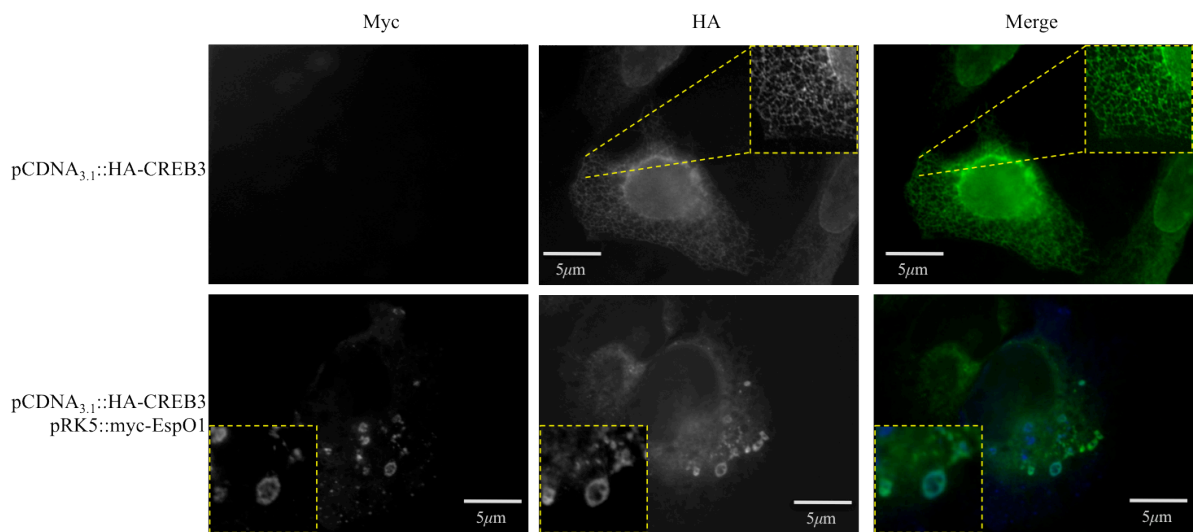 Myc HA Merge
pCDNA3.1::HA-CREB3
5μm 5μm
pCDNA3.1::HA-CREB3
pRK5::myc-EspO1
5μm 5μm 5μm